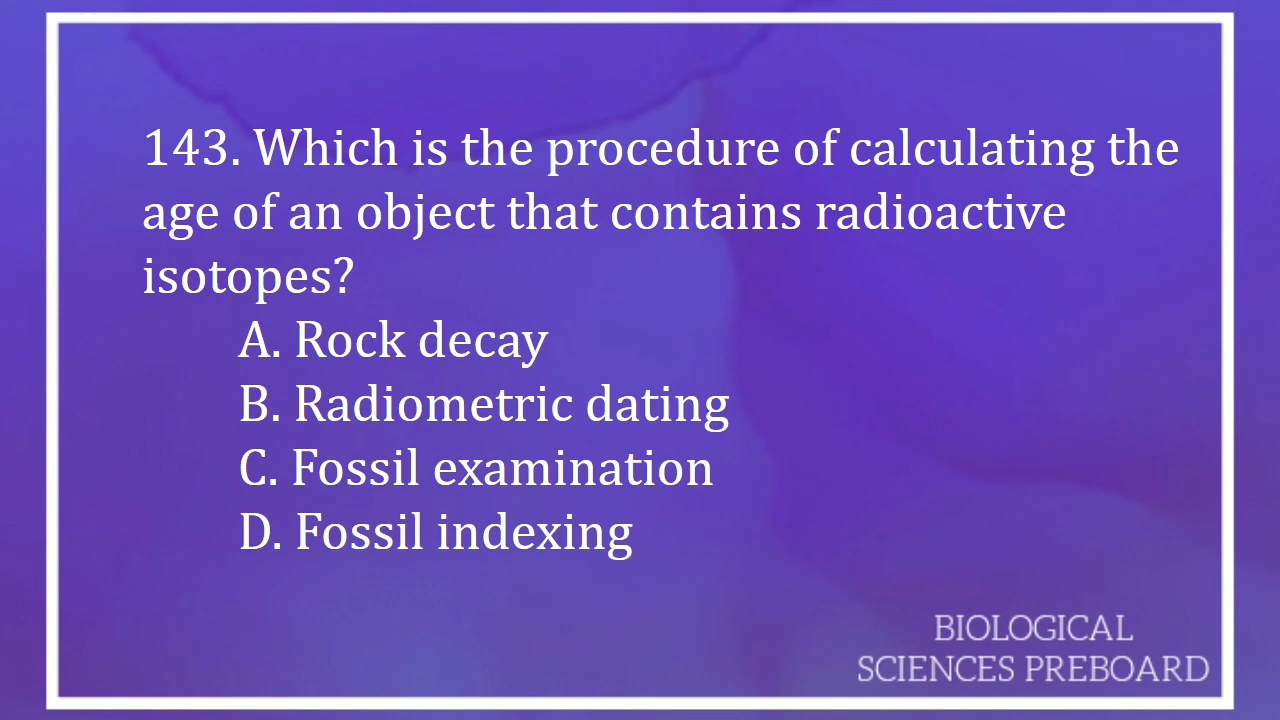 143. Which is the procedure of calculating the
age of an object that contains radioactive
isotopes?
A. Rock decay
B. Radiometric dating
C. Fossil examination
D. Fossil indexing
BIOLOGICAL
SCIENCES PREBOARD